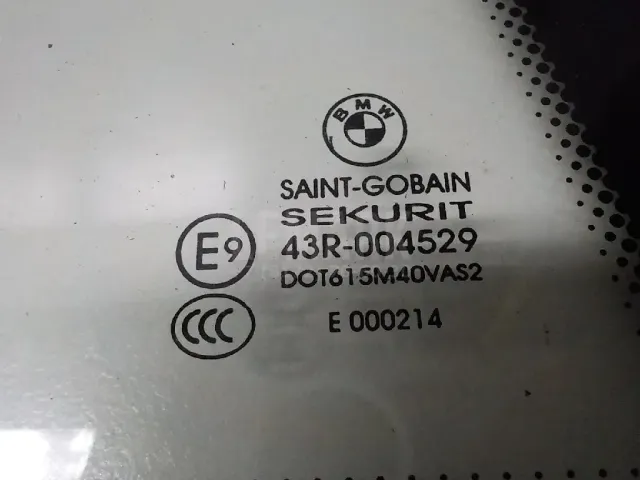 BMW
SAINT-GOBAIN
SEKURIT
E9 43R-004529
DOT615M40VAS2
CCC E 000214